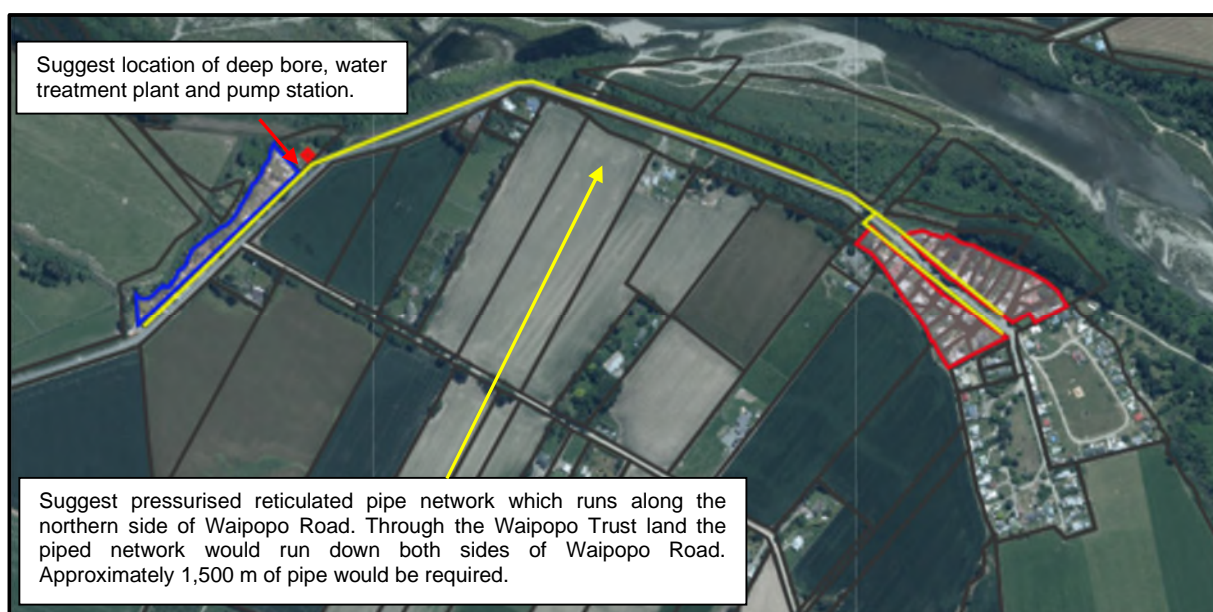 Suggest location of deep bore, water
treatment plant and pump station.
Suggest pressurised reticulated pipe network which runs along the
northern side of Waipopo Road. Through the Waipopo Trust land the
piped network would run down both sides of Waipopo Road.
Approximately 1,500 m of pipe would be required.